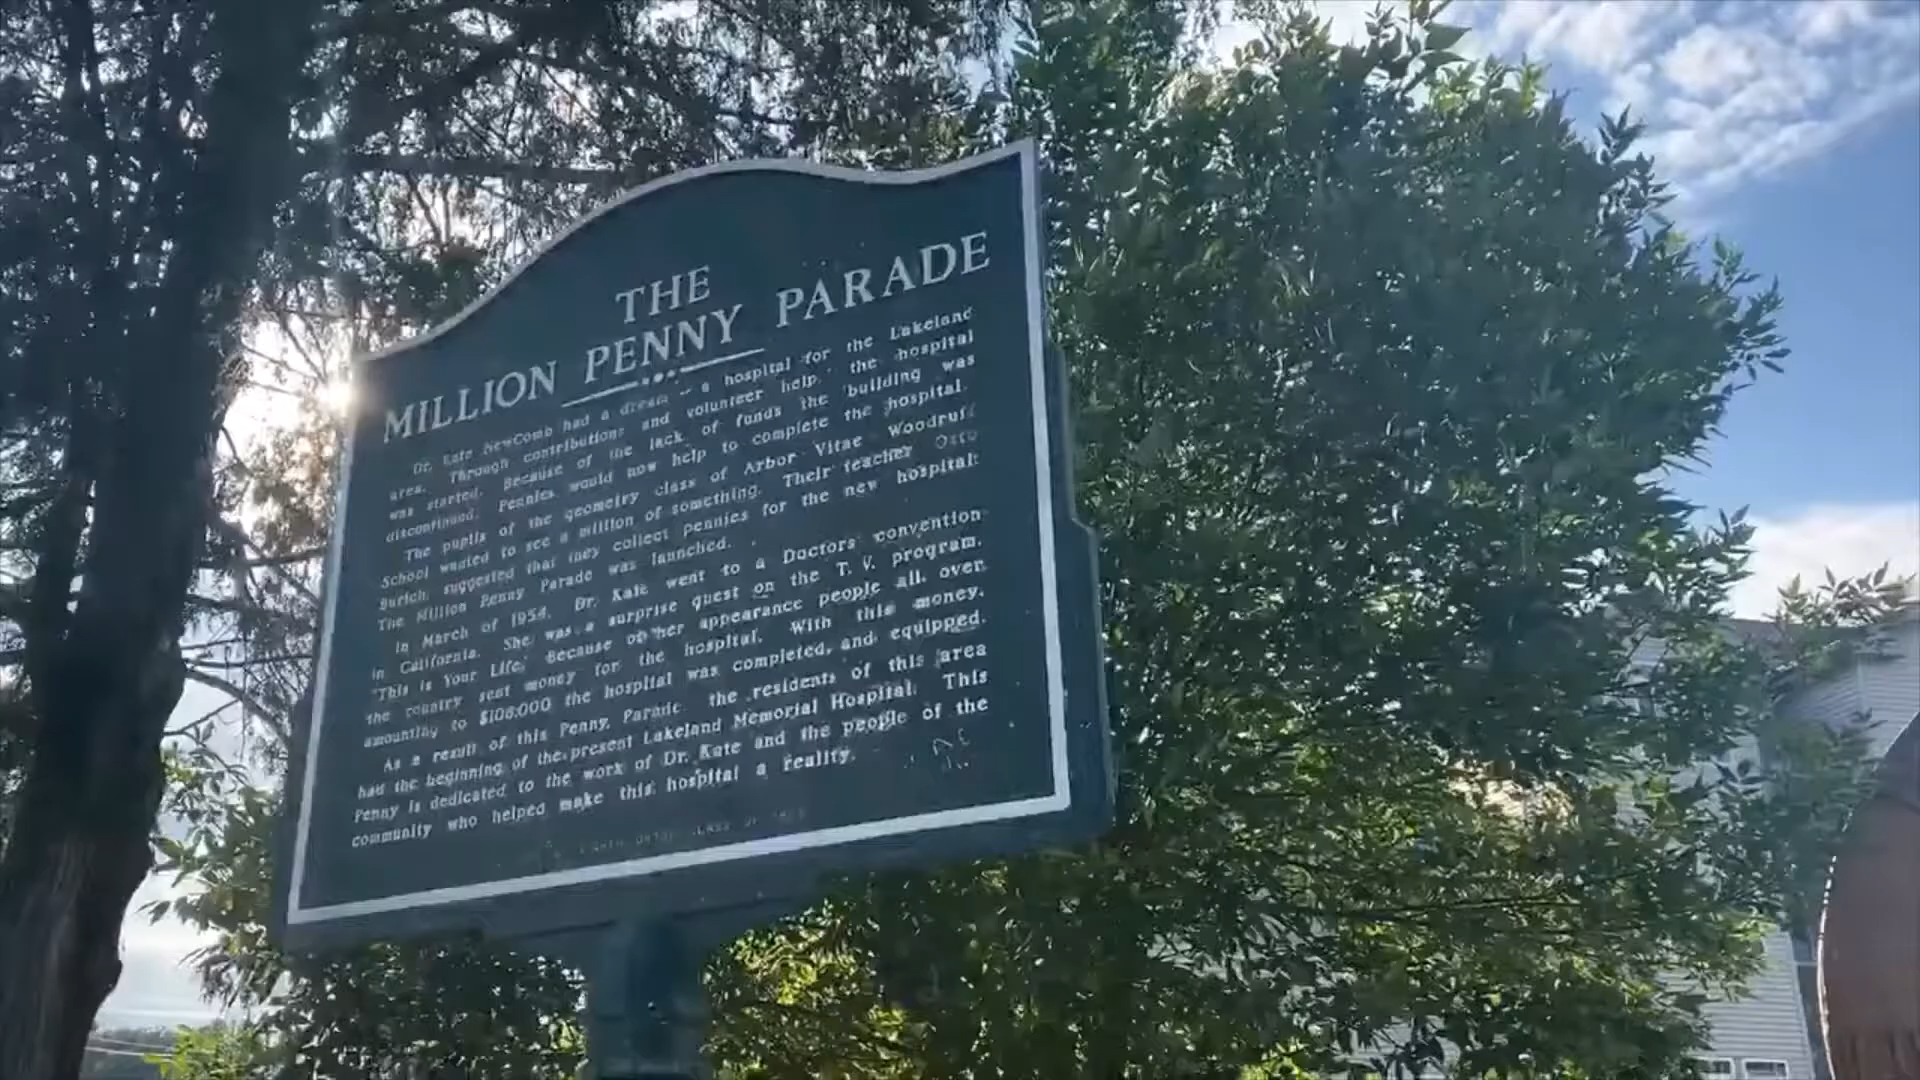 THE
MILLION PENNY PARADE
Dr. Kate NewComb had a dream - a hospital for the Lakeland
area. Through contributions and volunteer help, the hospital
was started. Because of the lack of funds the building was
discontinued. Pennies would now help to complete the hospital.
The pupils of the geometry class of Arbor Vitae Woodruff
School wanted to see a million of something. Their teacher Otto
Burich, suggested that they collect pennies for the new hospital.
The Million Penny Parade was launched.
In March of 1954, Dr. Kate went to a Doctors' convention
in California. She was a surprise guest on the T. V. program.
"This is Your Life." Because of her appearance people all over
the country sent money for the hospital. With this money,
amounting to $106,000 the hospital was completed, and equipped.
As a result of this Penny Parade, the residents of this area
had the beginning of the present Lakeland Memorial Hospital. This
Penny is dedicated to the work of Dr. Kate and the people of the
community who helped make this hospital a reality.